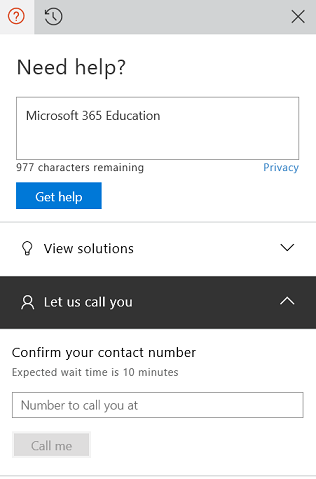 Need help?
Microsoft 365 Education
977 characters remaining
Privacy
Get help
View solutions
Let us call you
Confirm your contact number
Expected wait time is 10 minutes
Number to call you at
Call me